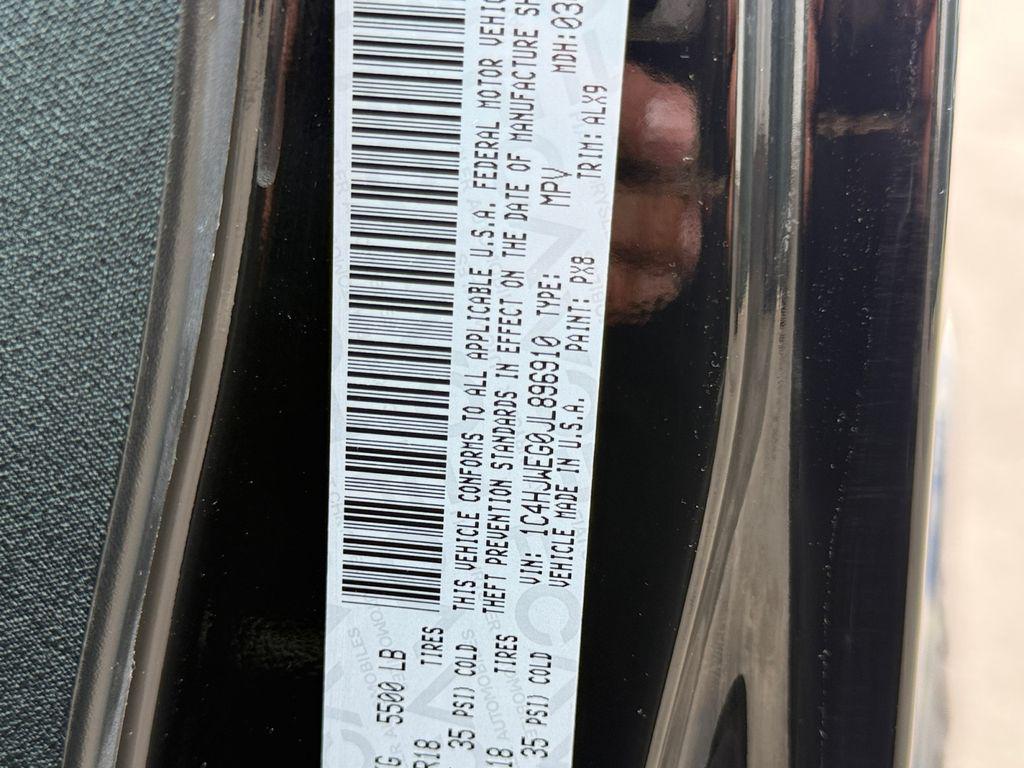 5500 LB
R18 TIRES
35 PSI) COLD
18 TIRES
35 PSI) COLD
THIS VEHICLE CONFORMS TO ALL APPLICABLE U.S.A. FEDERAL MOTOR VEHIC
THEFT PREVENTION STANDARDS IN EFFECT ON THE DATE OF MANUFACTURE SH
VIN: 1C4HJWEG0JL896910 TYPE: MPV MDH: 03
VEHICLE MADE IN U.S.A. PAINT: PX8 TRIM: ALX9